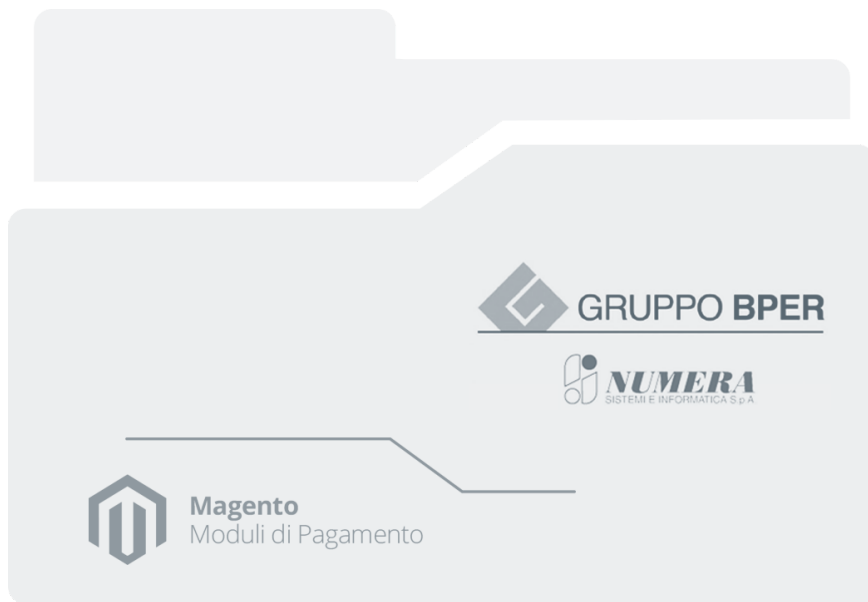 GRUPPO BPER
NUMERA
SISTEMI E INFORMATICA S.p.A
Magento
Moduli di Pagamento